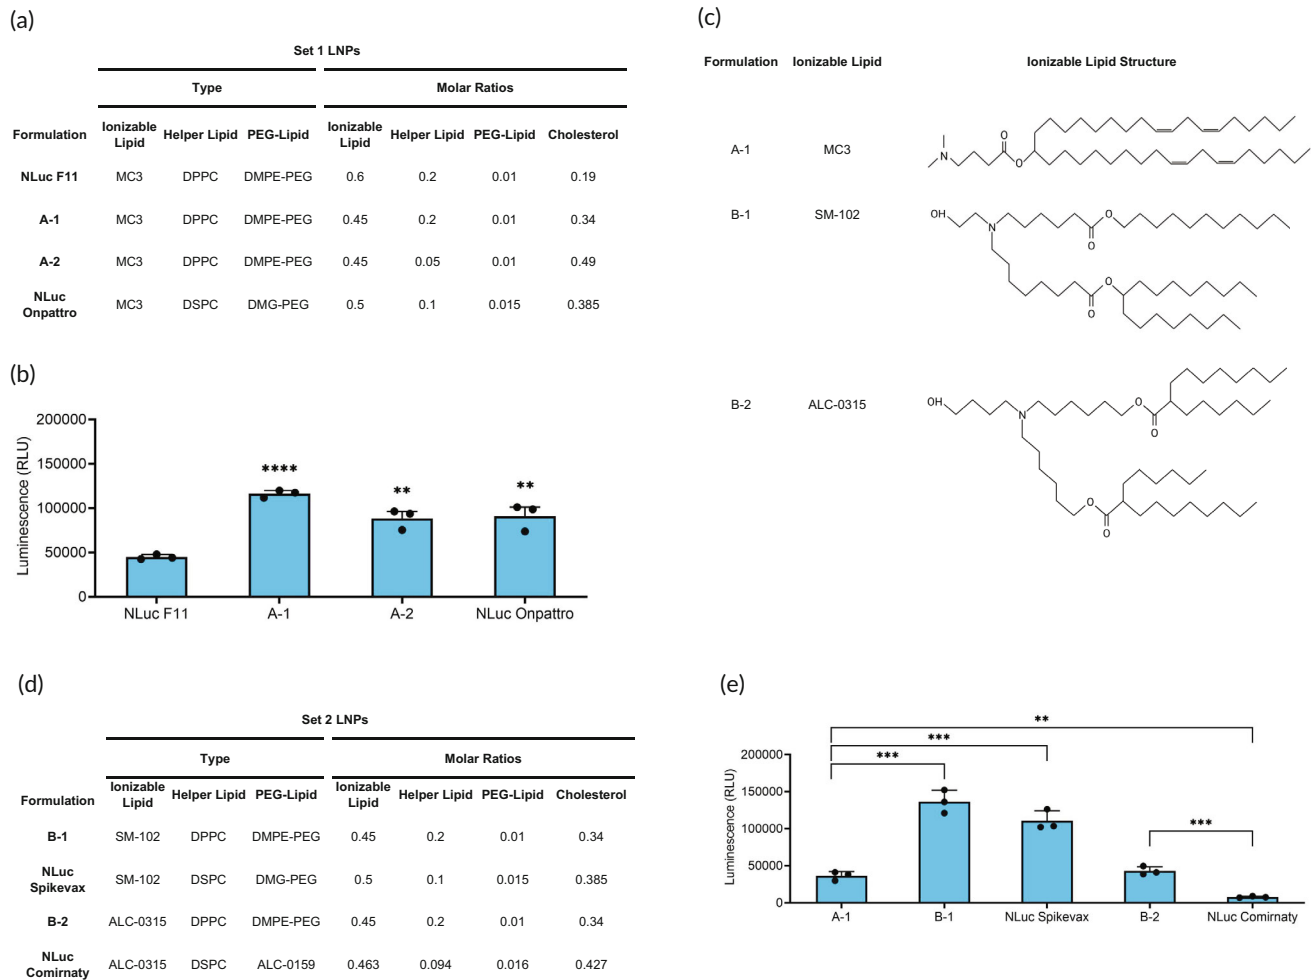 (a)
Set 1 LNPs
Type Molar Ratios
Formulation Ionizable Lipid Helper Lipid PEG-Lipid Ionizable Lipid Helper Lipid PEG-Lipid Cholesterol
NLuc F11 MC3 DPPC DMPE-PEG 0.6 0.2 0.01 0.19
A-1 MC3 DPPC DMPE-PEG 0.45 0.2 0.01 0.34
A-2 MC3 DPPC DMPE-PEG 0.45 0.05 0.01 0.49
NLuc Onpattro MC3 DSPC DMG-PEG 0.5 0.1 0.015 0.385
(b)
Luminescence (RLU)
200000
150000
100000
50000
0
****
**
**
NLuc F11 A-1 A-2 NLuc Onpattro
(c)
Formulation Ionizable Lipid Ionizable Lipid Structure
A-1 MC3
N
O
O
B-1 SM-102
OH
N
O
O
O
O
B-2 ALC-0315
OH
N
O
O
O
O
(d)
Set 2 LNPs
Type Molar Ratios
Formulation Ionizable Lipid Helper Lipid PEG-Lipid Ionizable Lipid Helper Lipid PEG-Lipid Cholesterol
B-1 SM-102 DPPC DMPE-PEG 0.45 0.2 0.01 0.34
NLuc Spikevax SM-102 DSPC DMG-PEG 0.5 0.1 0.015 0.385
B-2 ALC-0315 DPPC DMPE-PEG 0.45 0.2 0.01 0.34
NLuc Comirnaty ALC-0315 DSPC ALC-0159 0.463 0.094 0.016 0.427
(e)
Luminescence (RLU)
200000
150000
100000
50000
0
**
***
***
***
A-1 B-1 NLuc Spikevax B-2 NLuc Comirnaty